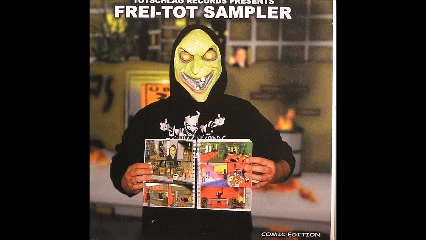 TOTSCHLAG RECORDS PRESENTS
FREI-TOT SAMPLER
COMIC EDITION